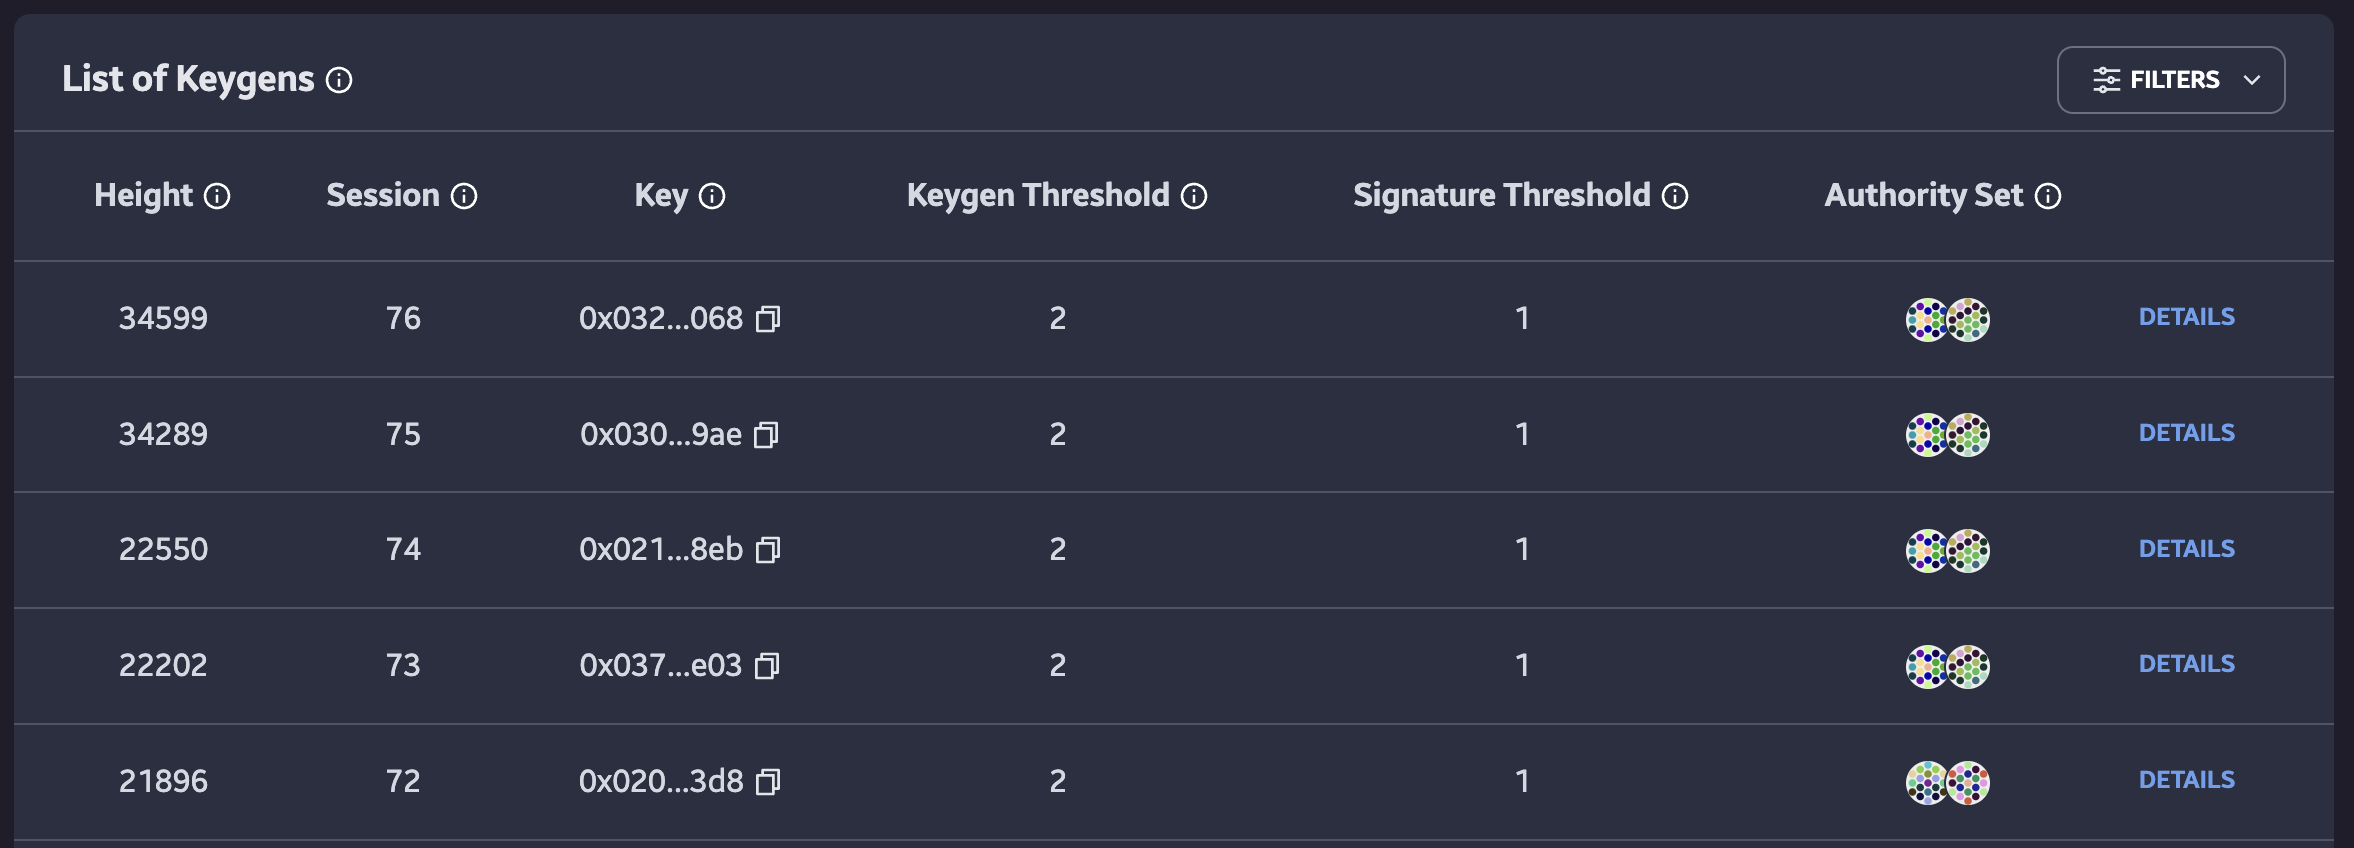 List of Keygens
FILTERS
Height Session Key Keygen Threshold Signature Threshold Authority Set
34599 76 0x032...068 2 1 DETAILS
34289 75 0x030...9ae 2 1 DETAILS
22550 74 0x021...8eb 2 1 DETAILS
22202 73 0x037...e03 2 1 DETAILS
21896 72 0x020...3d8 2 1 DETAILS